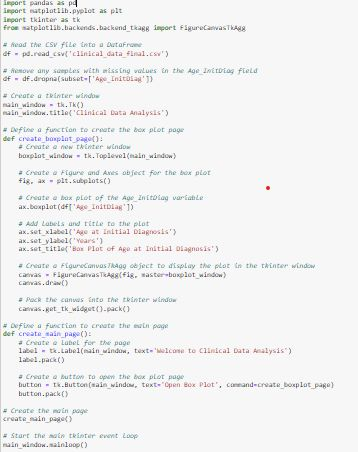 import pandas as pd
import matplotlib.pyplot as plt
import tkinter as tk
from matplotlib.backends.backend_tkagg import FigureCanvasTkAgg

# Read the CSV file into a DataFrame
df = pd.read_csv('clinical_data_final.csv')

# Remove any samples with missing values in the Age_InitDiag field
df = df.dropna(subset=['Age_InitDiag'])

# Create a tkinter window
main_window = tk.Tk()
main_window.title('Clinical Data Analysis')

# Define a function to create the box plot page
def create_boxplot_page():
    # Create a new tkinter window
    boxplot_window = tk.Toplevel(main_window)

    # Create a Figure and Axes object for the box plot
    fig, ax = plt.subplots()

    # Create a box plot of the Age_InitDiag variable
    ax.boxplot(df['Age_InitDiag'])

    # Add labels and title to the plot
    ax.set_xlabel('Age at Initial Diagnosis')
    ax.set_ylabel('Years')
    ax.set_title('Box Plot of Age at Initial Diagnosis')

    # Create a FigureCanvasTkAgg object to display the plot in the tkinter window
    canvas = FigureCanvasTkAgg(fig, master=boxplot_window)
    canvas.draw()

    # Pack the canvas into the tkinter window
    canvas.get_tk_widget().pack()

# Define a function to create the main page
def create_main_page():
    # Create a label for the page
    label = tk.Label(main_window, text='Welcome to Clinical Data Analysis')
    label.pack()

    # Create a button to open the box plot page
    button = tk.Button(main_window, text='Open Box Plot', command=create_boxplot_page)
    button.pack()

# Create the main page
create_main_page()

# Start the main tkinter event loop
main_window.mainloop()